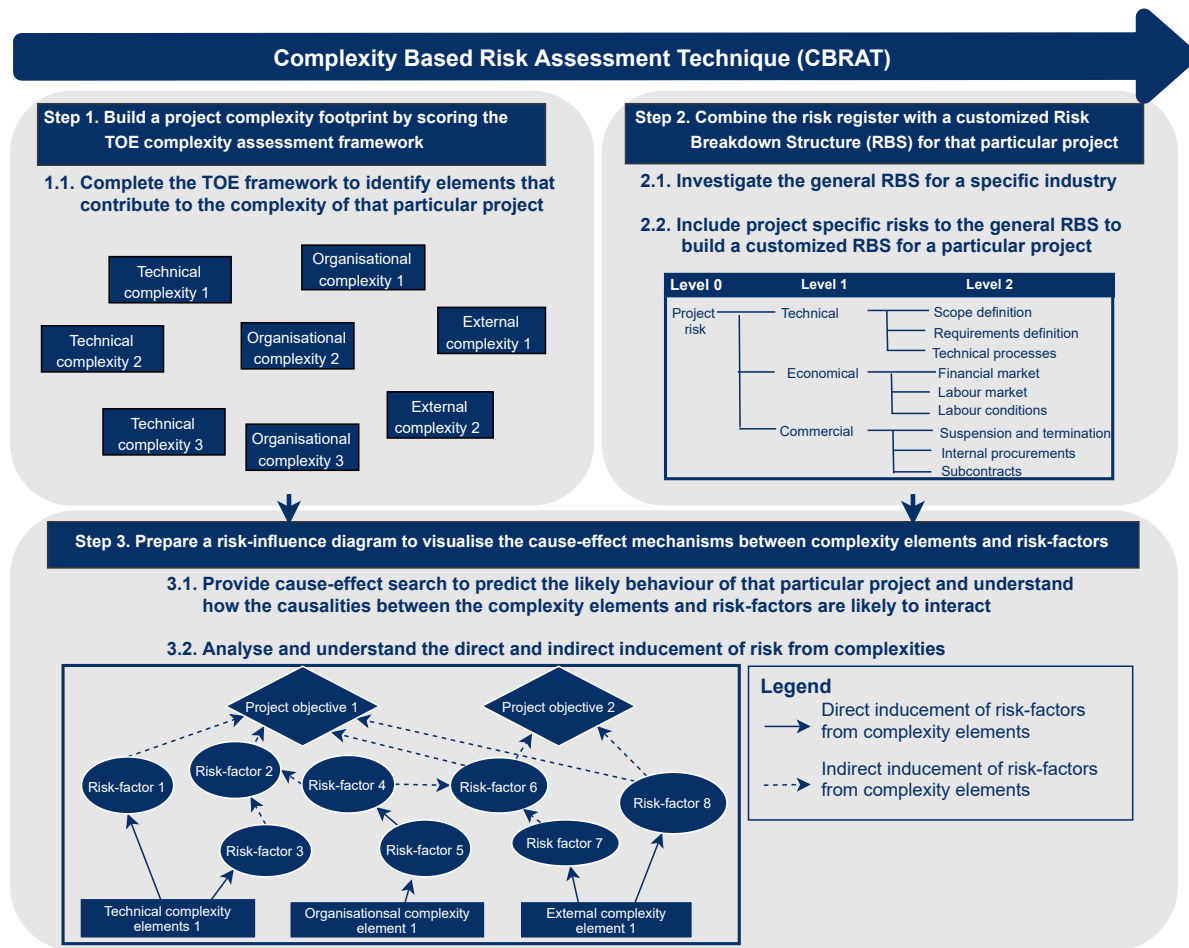 Complexity Based Risk Assessment Technique (CBRAT)
Step 1. Build a project complexity footprint by scoring the
TOE complexity assessment framework
1.1. Complete the TOE framework to identify elements that
contribute to the complexity of that particular project
Technical
complexity 1
Organisational
complexity 1
Technical
complexity 2
Organisational
complexity 2
External
complexity 1
Technical
complexity 3
Organisational
complexity 3
External
complexity 2
Step 2. Combine the risk register with a customized Risk
Breakdown Structure (RBS) for that particular project
2.1. Investigate the general RBS for a specific industry
2.2. Include project specific risks to the general RBS to
build a customized RBS for a particular project
Level 0 Level 1 Level 2
Project
risk
Technical
Scope definition
Requirements definition
Technical processes
Economical
Financial market
Labour market
Labour conditions
Commercial
Suspension and termination
Internal procurements
Subcontracts
Step 3. Prepare a risk-influence diagram to visualise the cause-effect mechanisms between complexity elements and risk-factors
3.1. Provide cause-effect search to predict the likely behaviour of that particular project and understand
how the causalities between the complexity elements and risk-factors are likely to interact
3.2. Analyse and understand the direct and indirect inducement of risk from complexities
Project objective 1
Project objective 2
Risk-factor 1
Risk-factor 2
Risk-factor 4
Risk-factor 6
Risk-factor 8
Risk-factor 3
Risk-factor 5
Risk factor 7
Technical complexity
elements 1
Organisationsal complexity
element 1
External complexity
element 1
Legend
Direct inducement of risk-factors
from complexity elements
Indirect inducement of risk-factors
from complexity elements